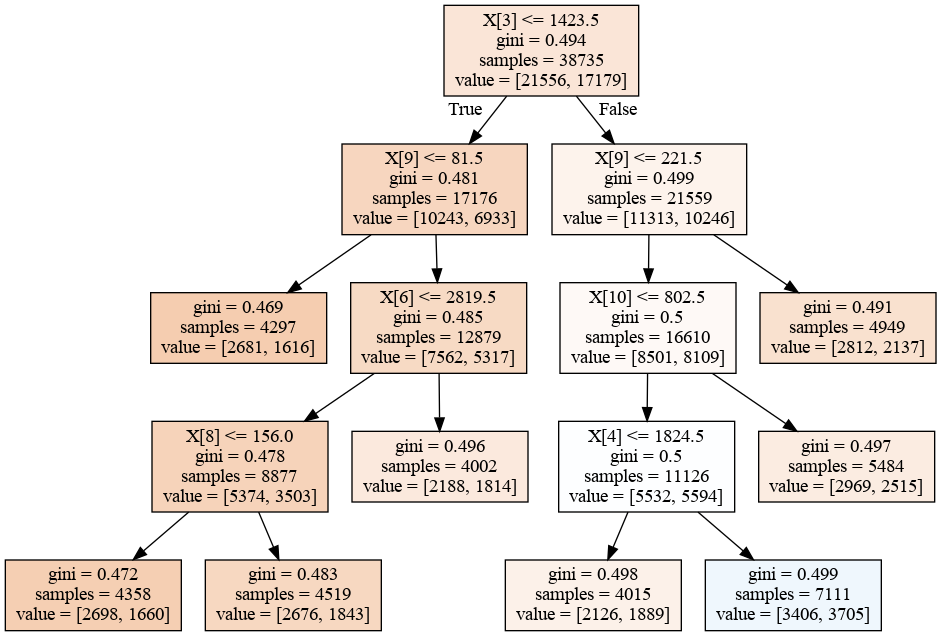 X[3] <= 1423.5
gini = 0.494
samples = 38735
value = [21556, 17179]
True
False
X[9] <= 81.5
gini = 0.481
samples = 17176
value = [10243, 6933]
X[9] <= 221.5
gini = 0.499
samples = 21559
value = [11313, 10246]
gini = 0.469
samples = 4297
value = [2681, 1616]
X[6] <= 2819.5
gini = 0.485
samples = 12879
value = [7562, 5317]
X[10] <= 802.5
gini = 0.5
samples = 16610
value = [8501, 8109]
gini = 0.491
samples = 4949
value = [2812, 2137]
X[8] <= 156.0
gini = 0.478
samples = 8877
value = [5374, 3503]
gini = 0.496
samples = 4002
value = [2188, 1814]
X[4] <= 1824.5
gini = 0.5
samples = 11126
value = [5532, 5594]
gini = 0.497
samples = 5484
value = [2969, 2515]
gini = 0.472
samples = 4358
value = [2698, 1660]
gini = 0.483
samples = 4519
value = [2676, 1843]
gini = 0.498
samples = 4015
value = [2126, 1889]
gini = 0.499
samples = 7111
value = [3406, 3705]